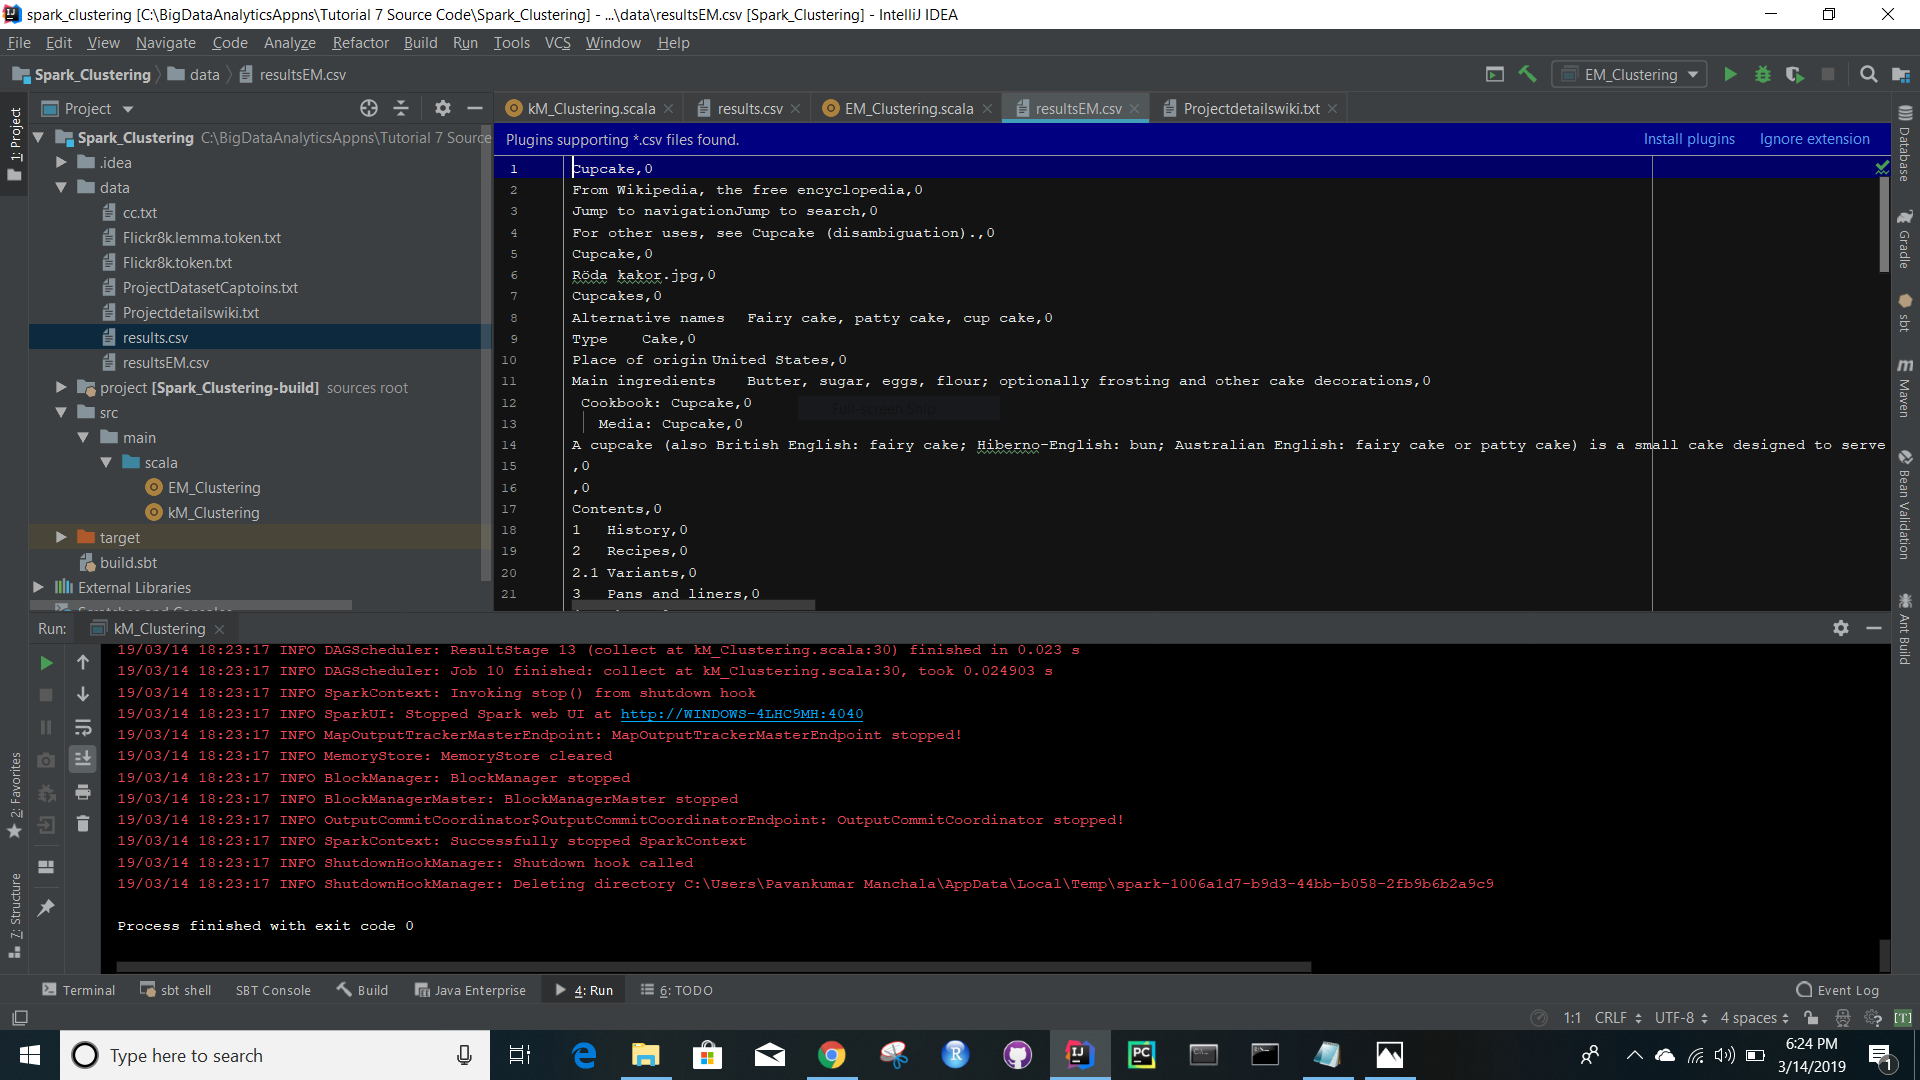 spark_clustering [C:\BigDataAnalyticsAppns\Tutorial 7 Source Code\Spark_Clustering] - ...\data\resultsEM.csv [Spark_Clustering] - IntelliJ IDEA
File Edit View Navigate Code Analyze Refactor Build Run Tools VCS Window Help
Spark_Clustering data resultsEM.csv
EM_Clustering
Project
kM_Clustering.scala results.csv EM_Clustering.scala resultsEM.csv Projectdetailswiki.txt
1: Project
Spark_Clustering C:\BigDataAnalyticsAppns\Tutorial 7 Source
.idea
data
cc.txt
Flickr8k.lemma.token.txt
Flickr8k.token.txt
ProjectDatasetCaptoins.txt
Projectdetailswiki.txt
results.csv
resultsEM.csv
project [Spark_Clustering-build] sources root
src
main
scala
EM_Clustering
kM_Clustering
target
build.sbt
External Libraries
Scratches and Consoles
Plugins supporting *.csv files found. Install plugins Ignore extension
1 Cupcake,0
2 From Wikipedia, the free encyclopedia,0
3 Jump to navigationJump to search,0
4 For other uses, see Cupcake (disambiguation).,0
5 Cupcake,0
6 Röda kakor.jpg,0
7 Cupcakes,0
8 Alternative names Fairy cake, patty cake, cup cake,0
9 Type Cake,0
10 Place of origin United States,0
11 Main ingredients Butter, sugar, eggs, flour; optionally frosting and other cake decorations,0
12 Cookbook: Cupcake,0
Full-screen Snip
13 Media: Cupcake,0
14 A cupcake (also British English: fairy cake; Hiberno-English: bun; Australian English: fairy cake or patty cake) is a small cake designed to serve
15 ,0
16 ,0
17 Contents,0
18 1 History,0
19 2 Recipes,0
20 2.1 Variants,0
21 3 Pans and liners,0
Database
Gradle
sbt
Maven
Bean Validation
Ant Build
Run: kM_Clustering
19/03/14 18:23:17 INFO DAGScheduler: ResultStage 13 (collect at kM_Clustering.scala:30) finished in 0.023 s
19/03/14 18:23:17 INFO DAGScheduler: Job 10 finished: collect at kM_Clustering.scala:30, took 0.024903 s
19/03/14 18:23:17 INFO SparkContext: Invoking stop() from shutdown hook
19/03/14 18:23:17 INFO SparkUI: Stopped Spark web UI at http://WINDOWS-4LHC9MH:4040
19/03/14 18:23:17 INFO MapOutputTrackerMasterEndpoint: MapOutputTrackerMasterEndpoint stopped!
19/03/14 18:23:17 INFO MemoryStore: MemoryStore cleared
19/03/14 18:23:17 INFO BlockManager: BlockManager stopped
19/03/14 18:23:17 INFO BlockManagerMaster: BlockManagerMaster stopped
19/03/14 18:23:17 INFO OutputCommitCoordinator$OutputCommitCoordinatorEndpoint: OutputCommitCoordinator stopped!
19/03/14 18:23:17 INFO SparkContext: Successfully stopped SparkContext
19/03/14 18:23:17 INFO ShutdownHookManager: Shutdown hook called
19/03/14 18:23:17 INFO ShutdownHookManager: Deleting directory C:\Users\Pavankumar Manchala\AppData\Local\Temp\spark-1006a1d7-b9d3-44bb-b058-2fb9b6b2a9c9
Process finished with exit code 0
2: Favorites
7: Structure
Terminal sbt shell SBT Console Build Java Enterprise 4: Run 6: TODO Event Log
1:1 CRLF UTF-8 4 spaces [T]
Type here to search
6:24 PM
3/14/2019
1